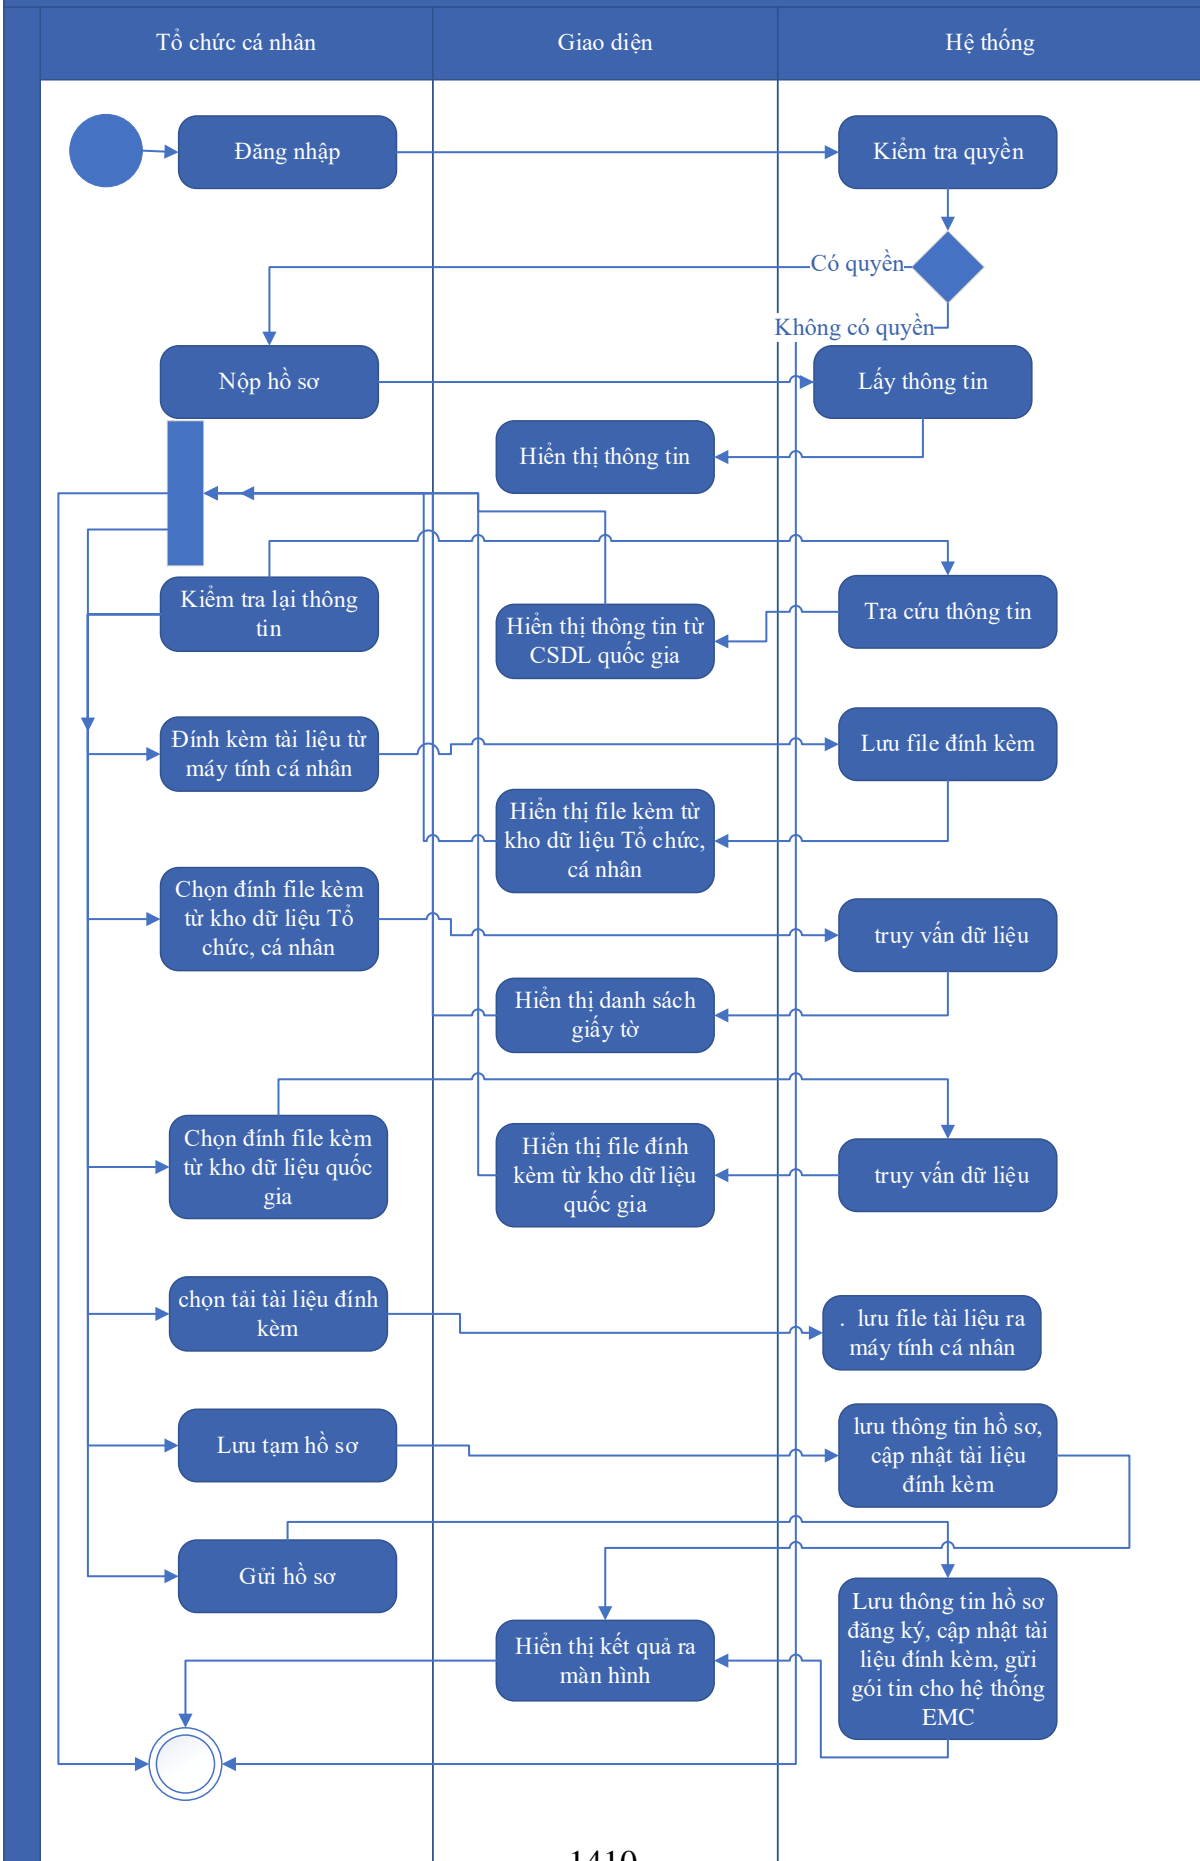 Tổ chức cá nhân
Giao diện
Hệ thống
Đăng nhập
Kiểm tra quyền
Có quyền
Không có quyền
Nộp hồ sơ
Lấy thông tin
Hiển thị thông tin
Kiểm tra lại thông
tin
Hiển thị thông tin từ
CSDL quốc gia
Tra cứu thông tin
Đính kèm tài liệu từ
máy tính cá nhân
Lưu file đính kèm
Hiển thị file kèm từ
kho dữ liệu Tổ chức,
cá nhân
Chọn đính file kèm
từ kho dữ liệu Tổ
chức, cá nhân
truy vấn dữ liệu
Hiển thị danh sách
giấy tờ
Chọn đính file kèm
từ kho dữ liệu quốc
gia
Hiển thị file đính
kèm từ kho dữ liệu
quốc gia
truy vấn dữ liệu
chọn tải tài liệu đính
kèm
. lưu file tài liệu ra
máy tính cá nhân
Lưu tạm hồ sơ
lưu thông tin hồ sơ,
cập nhật tài liệu
đính kèm
Gửi hồ sơ
Hiển thị kết quả ra
màn hình
Lưu thông tin hồ sơ
đăng ký, cập nhật tài
liệu đính kèm, gửi
gói tin cho hệ thống
EMC
1410